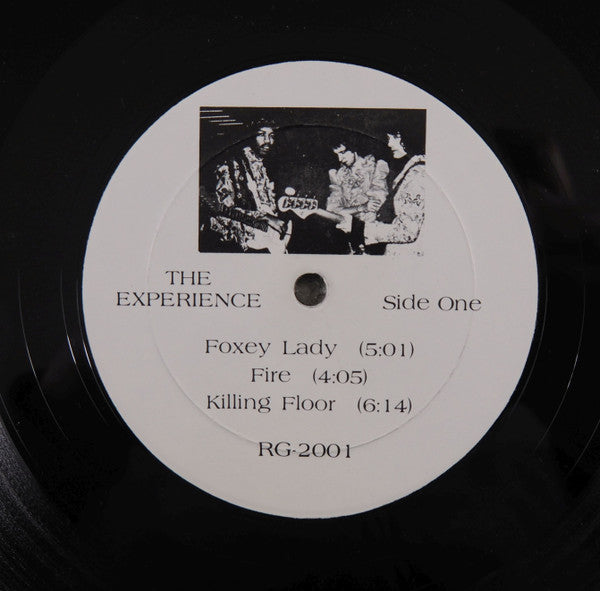 THE
EXPERIENCE
Side One
Foxey Lady (5:01)
Fire (4:05)
Killing Floor (6:14)
RG-2001